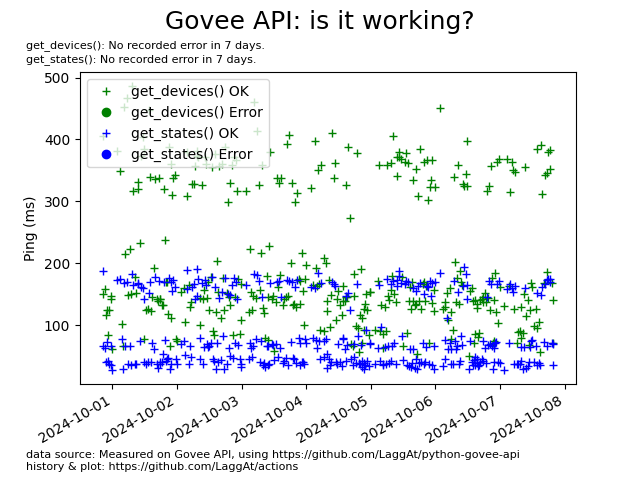 Govee API: is it working?
get_devices(): No recorded error in 7 days.
get_states(): No recorded error in 7 days.
get_devices() OK
get_devices() Error
get_states() OK
get_states() Error
Ping (ms)
500
400
300
200
100
2024-10-01
2024-10-02
2024-10-03
2024-10-04
2024-10-05
2024-10-06
2024-10-07
2024-10-08
data source: Measured on Govee API, using https://github.com/LaggAt/python-govee-api
history & plot: https://github.com/LaggAt/actions